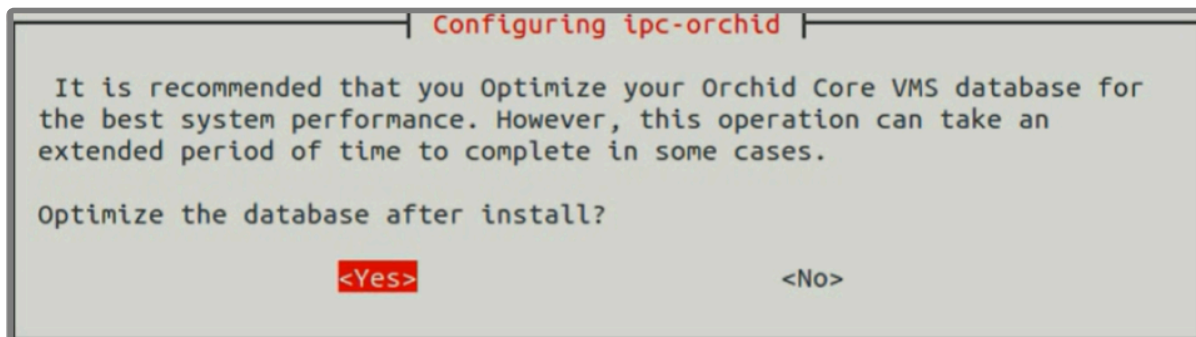 Configuring ipc-orchid
It is recommended that you Optimize your Orchid Core VMS database for
the best system performance. However, this operation can take an
extended period of time to complete in some cases.
Optimize the database after install?
<Yes> <No>